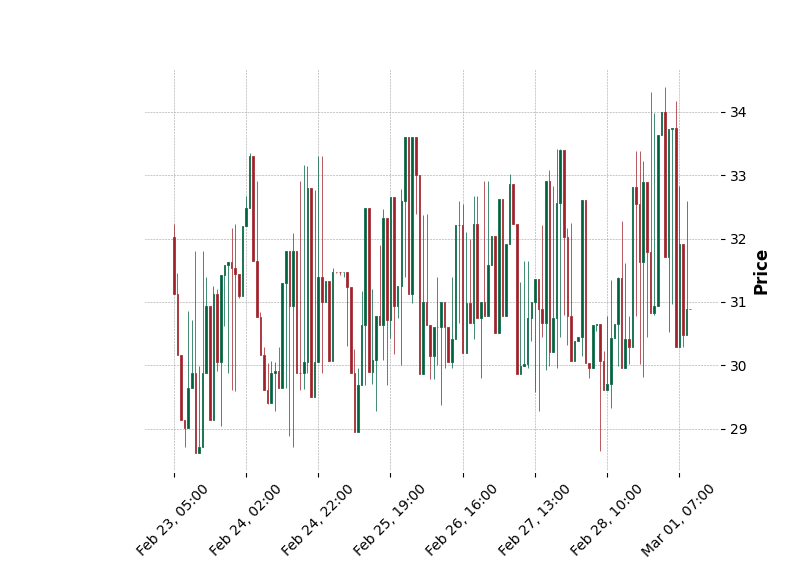 34
33
32
31
30
29
Price
Feb 23, 05:00
Feb 24, 02:00
Feb 24, 22:00
Feb 25, 19:00
Feb 26, 16:00
Feb 27, 13:00
Feb 28, 10:00
Mar 01, 07:00